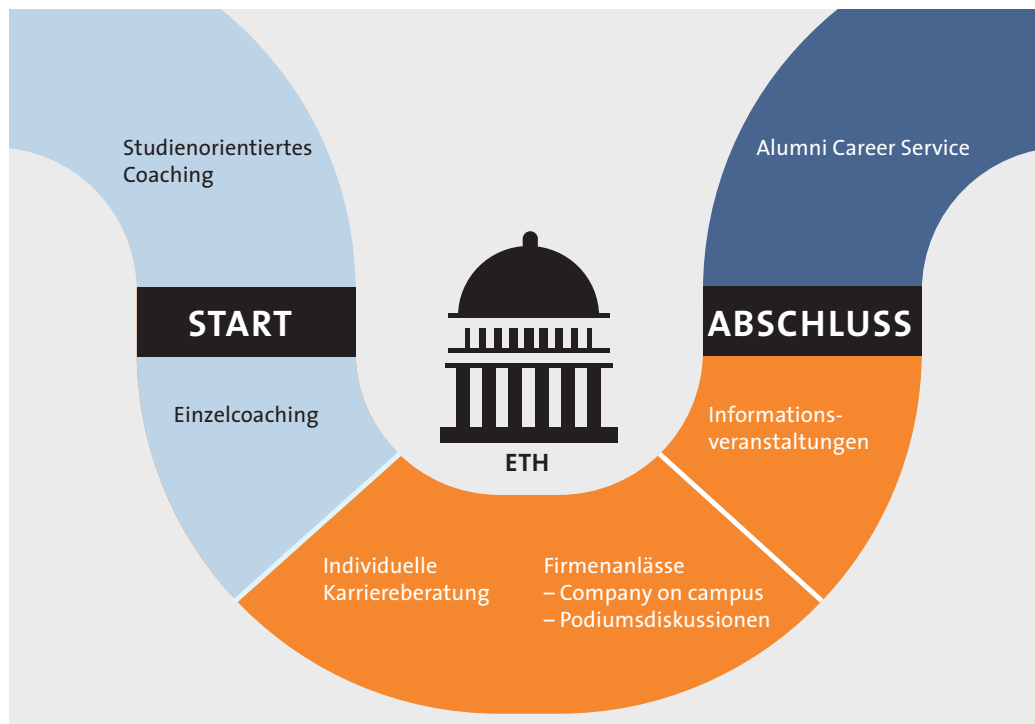 Studienorientiertes
Coaching
START
Einzelcoaching
Individuelle
Karriereberatung
ETH
Firmenanlässe
– Company on campus
– Podiumsdiskussionen
Informations-
veranstaltungen
ABSCHLUSS
Alumni Career Service